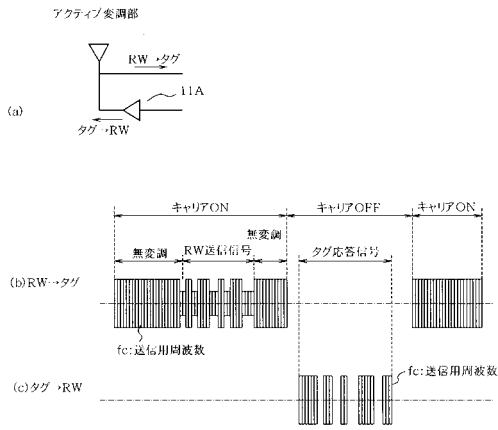 アクティブ変調部
RW→タグ
11A
(a)
タグ→RW
キャリアON
キャリアOFF
キャリアON
無変調
RW送信信号
無変調
タグ応答信号
(b)RW→タグ
fc:送信用周波数
fc:送信用周波数
(c)タグ→RW